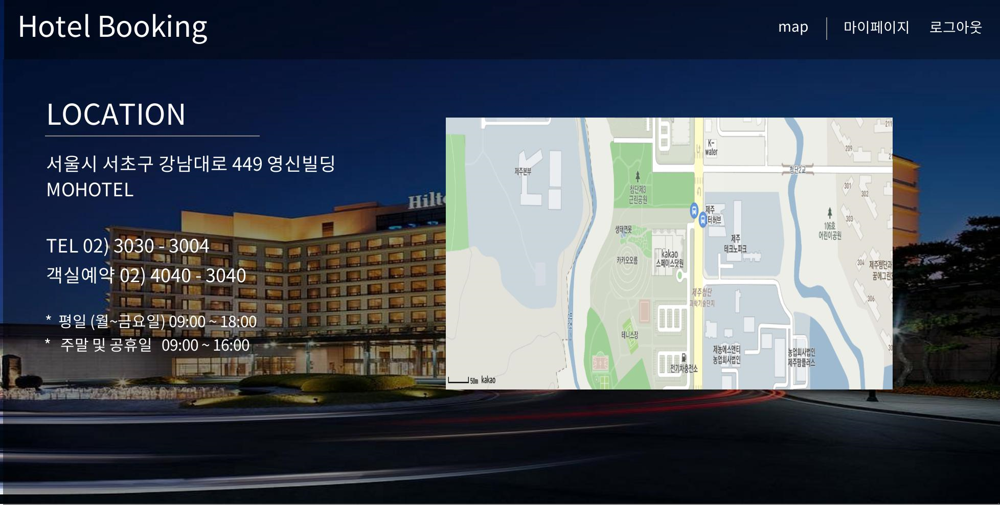 Hotel Booking
map 마이페이지 로그아웃
LOCATION
서울시 서초구 강남대로 449 영신빌딩
MOHOTEL
TEL 02) 3030 - 3004
객실예약 02) 4040 - 3040
* 평일 (월~금요일) 09:00 ~ 18:00
* 주말 및 공휴일 09:00 ~ 16:00
Hilt
211
K-
water
209
21
제주본부
첨단2교
첨단제3
근린공원
301
302
303
제주
터허브
106호
어린이공원
생태연못
제주
테크노파크
kakao
스페이스닷원
카카오오름
304
제주첨단과
꿈에그린
제주첨단
과학기술단지
306
테니스장
30
제농에스앤티
농업회사법인
농업회사법인
제주팜플러스
전기차충전소
50m kakao